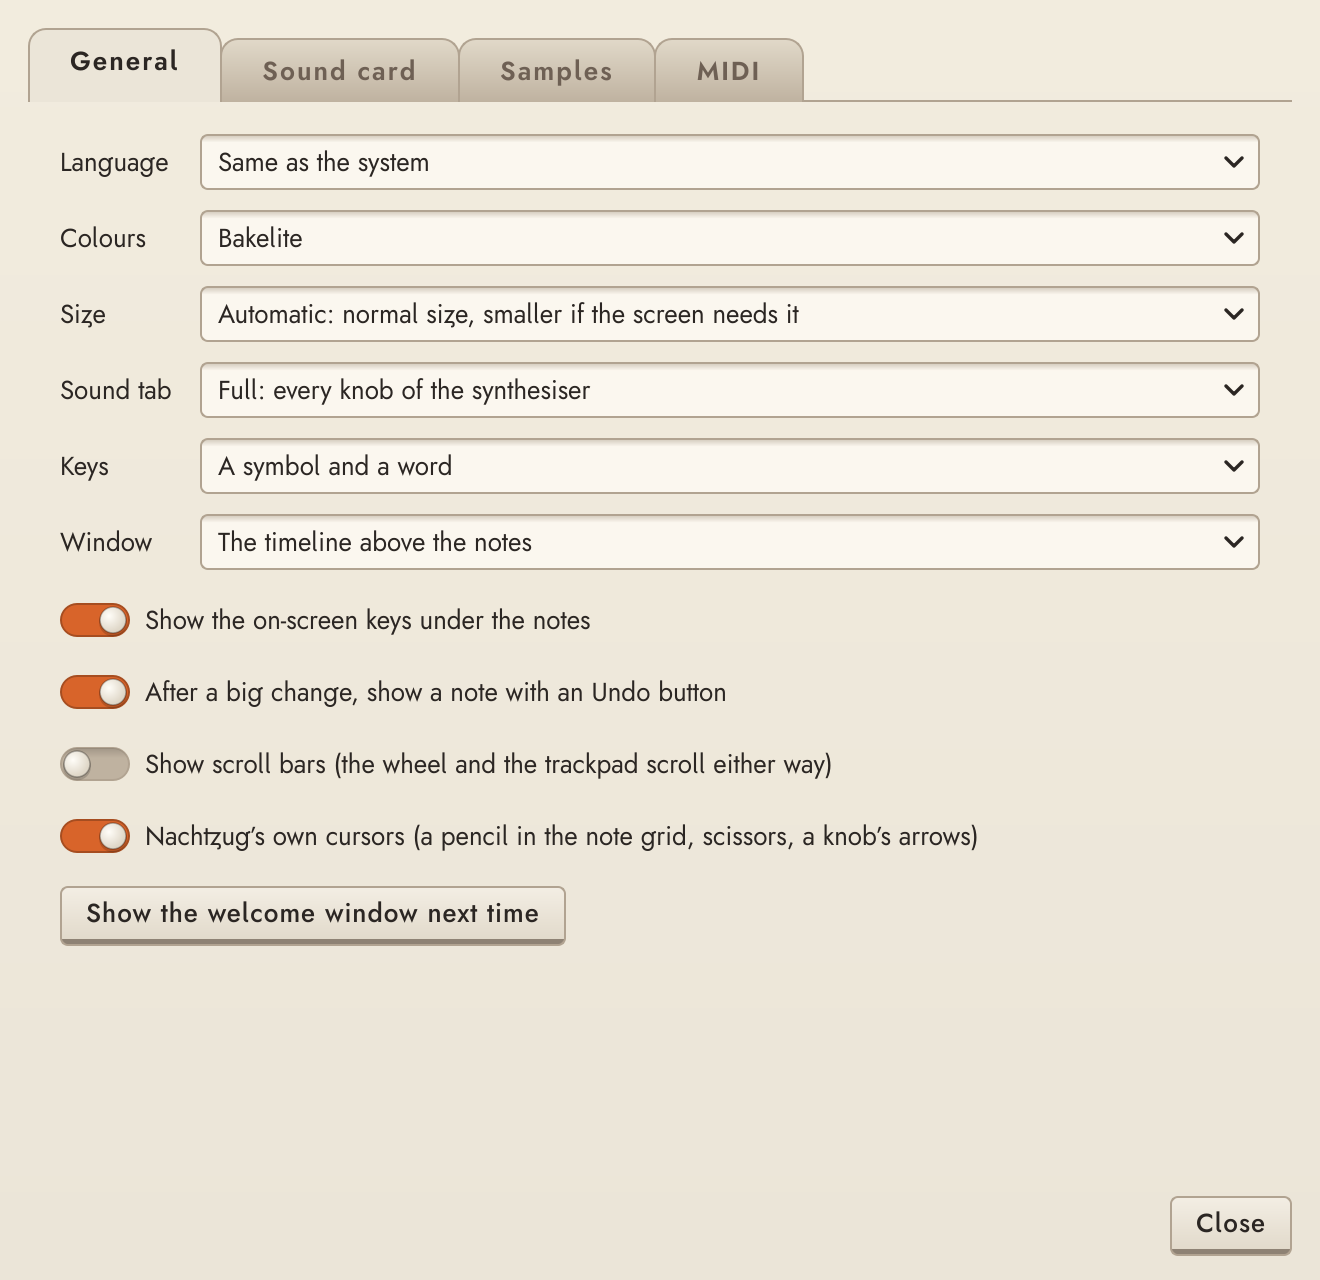 General
Sound card
Samples
MIDI
Language
Same as the system
Colours
Bakelite
Size
Automatic: normal size, smaller if the screen needs it
Sound tab
Full: every knob of the synthesiser
Keys
A symbol and a word
Window
The timeline above the notes
Show the on-screen keys under the notes
After a big change, show a note with an Undo button
Show scroll bars (the wheel and the trackpad scroll either way)
Nachtzug’s own cursors (a pencil in the note grid, scissors, a knob’s arrows)
Show the welcome window next time
Close